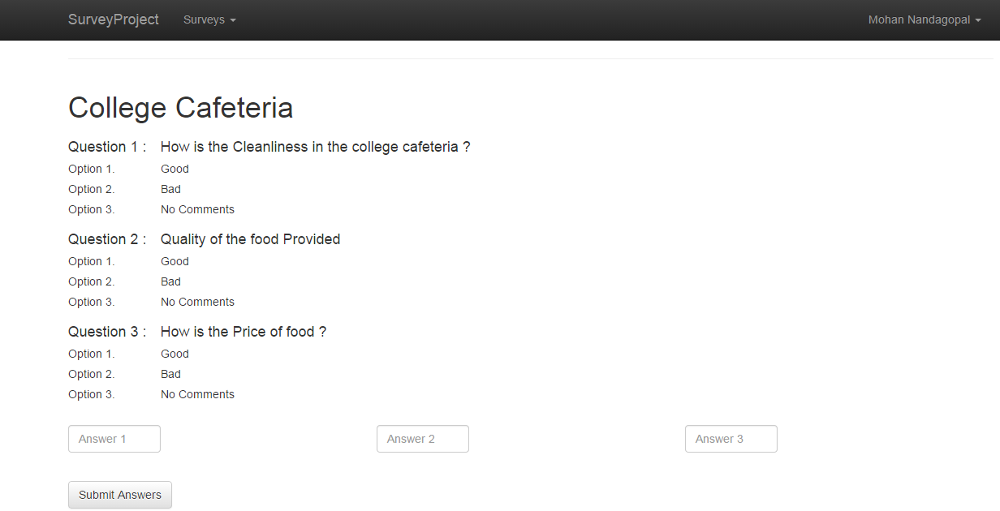 SurveyProject Surveys Mohan Nandagopal
College Cafeteria
Question 1 : How is the Cleanliness in the college cafeteria ?
Option 1. Good
Option 2. Bad
Option 3. No Comments
Question 2 : Quality of the food Provided
Option 1. Good
Option 2. Bad
Option 3. No Comments
Question 3 : How is the Price of food ?
Option 1. Good
Option 2. Bad
Option 3. No Comments
Answer 1 Answer 2 Answer 3
Submit Answers